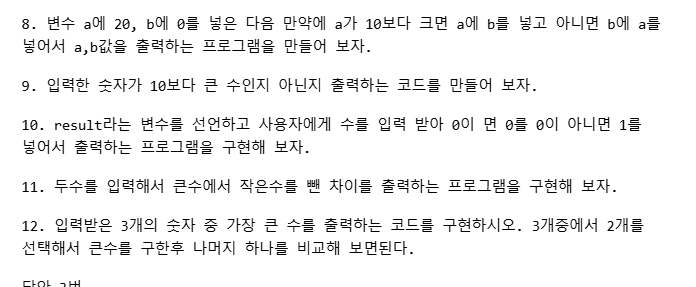 8. 변수 a에 20, b에 0를 넣은 다음 만약에 a가 10보다 크면 a에 b를 넣고 아니면 b에 a를
넣어서 a,b값을 출력하는 프로그램을 만들어 보자.
9. 입력한 숫자가 10보다 큰 수인지 아닌지 출력하는 코드를 만들어 보자.
10. result라는 변수를 선언하고 사용자에게 수를 입력 받아 0이 면 0를 0이 아니면 1를
넣어서 출력하는 프로그램을 구현해 보자.
11. 두수를 입력해서 큰수에서 작은수를 뺀 차이를 출력하는 프로그램을 구현해 보자.
12. 입력받은 3개의 숫자 중 가장 큰 수를 출력하는 코드를 구현하시오. 3개중에서 2개를
선택해서 큰수를 구한후 나머지 하나를 비교해 보면된다.